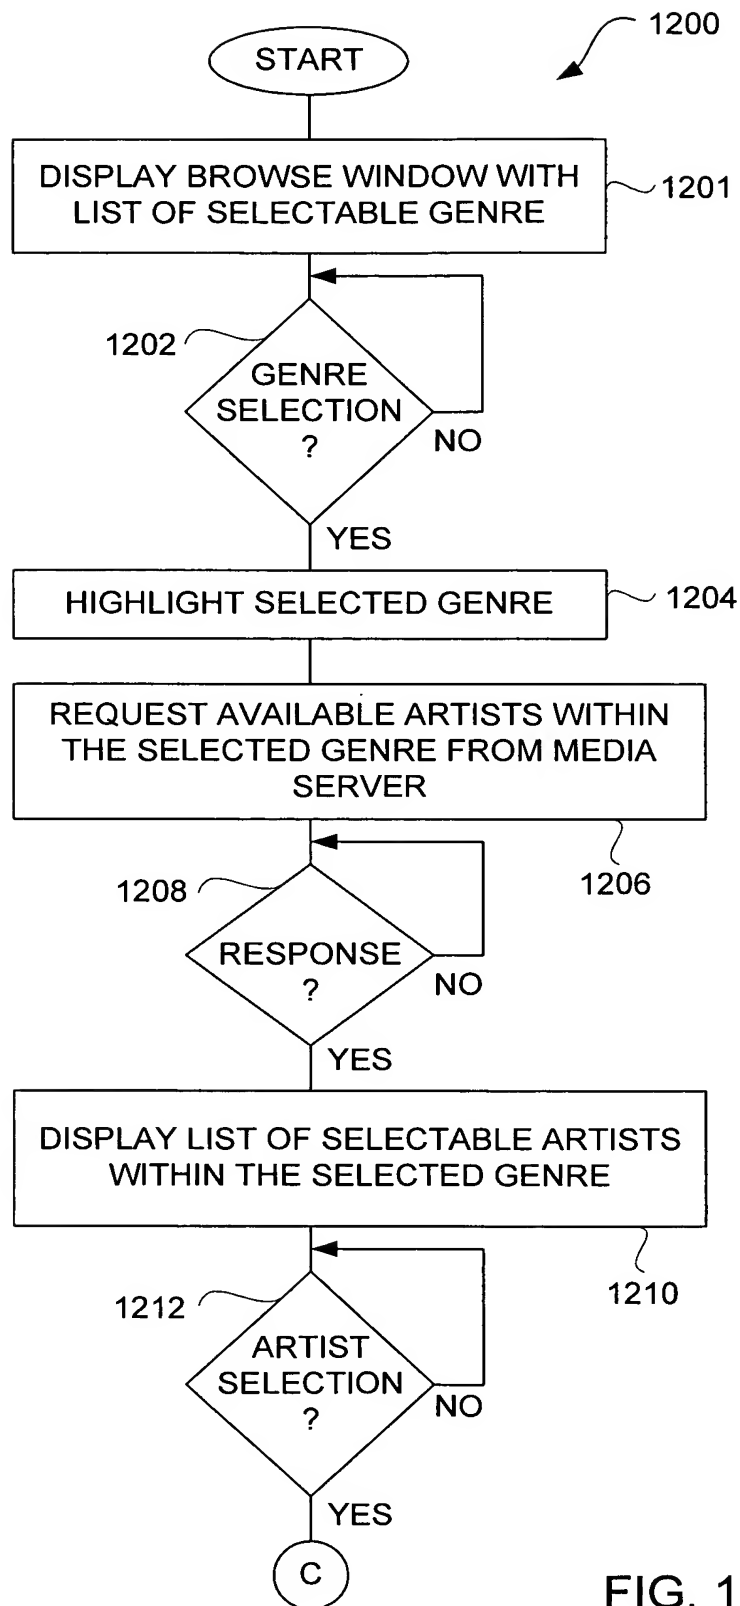 1200
START
DISPLAY BROWSE WINDOW WITH
LIST OF SELECTABLE GENRE
1201
1202
GENRE
SELECTION
?
NO
YES
HIGHLIGHT SELECTED GENRE
1204
REQUEST AVAILABLE ARTISTS WITHIN
THE SELECTED GENRE FROM MEDIA
SERVER
1206
1208
RESPONSE
?
NO
YES
DISPLAY LIST OF SELECTABLE ARTISTS
WITHIN THE SELECTED GENRE
1210
1212
ARTIST
SELECTION
?
NO
YES
C
FIG. 1